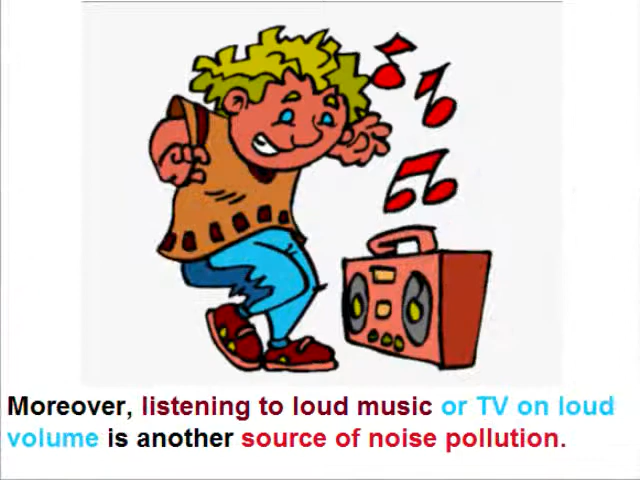 Moreover, listening to loud music or TV on loud
volume is another source of noise pollution.